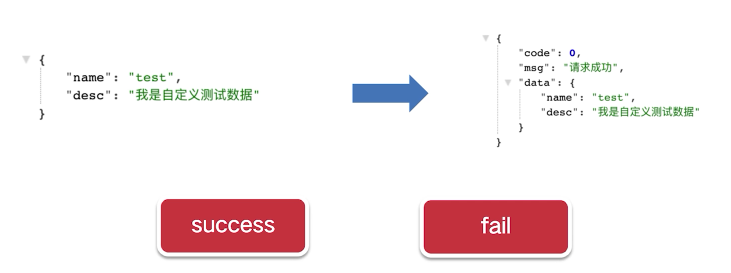 {
"name": "test",
"desc": "我是自定义测试数据"
}
{
"code": 0,
"msg": "请求成功",
"data": {
"name": "test",
"desc": "我是自定义测试数据"
}
}
success
fail